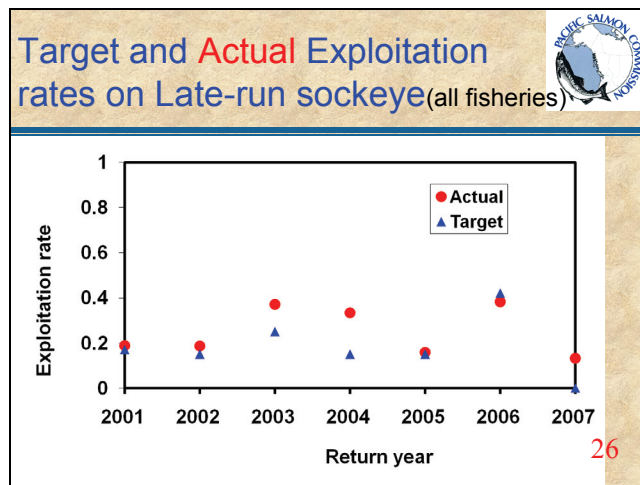 Target and Actual Exploitation
rates on Late-run sockeye(all fisheries)
PACIFIC SALMON COMMISSION
1
0.8
0.6
0.4
0.2
0
Exploitation rate
Actual
Target
2001 2002 2003 2004 2005 2006 2007
Return year
26